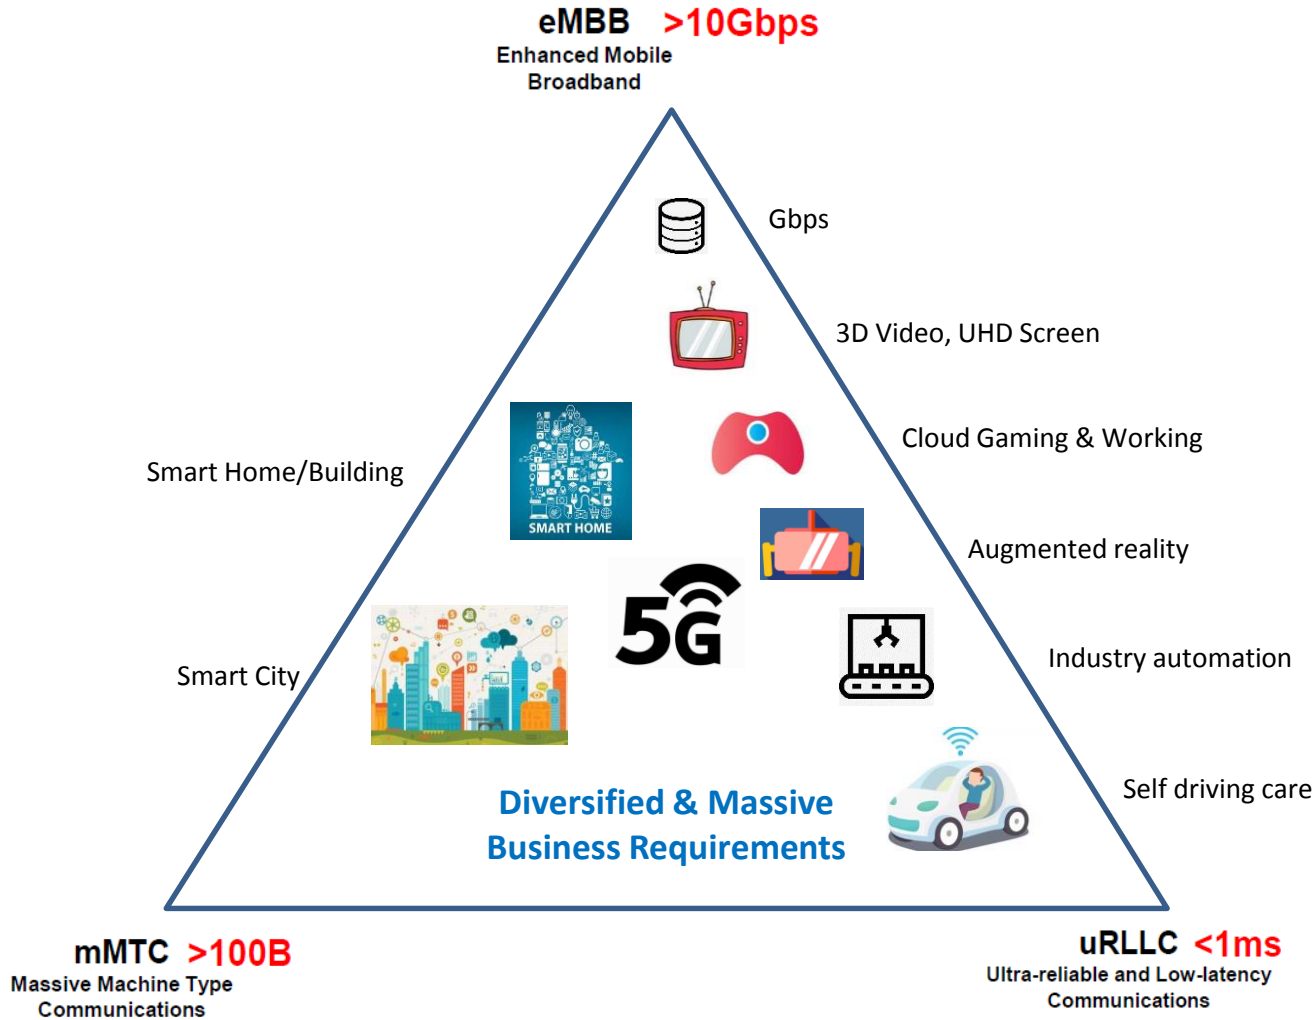 eMBB >10Gbps
Enhanced Mobile
Broadband
Gbps
3D Video, UHD Screen
Cloud Gaming & Working
Smart Home/Building
SMART HOME
Augmented reality
5G
Industry automation
Smart City
Self driving care
Diversified & Massive
Business Requirements
mMTC >100B
Massive Machine Type
Communications
uRLLC <1ms
Ultra-reliable and Low-latency
Communications